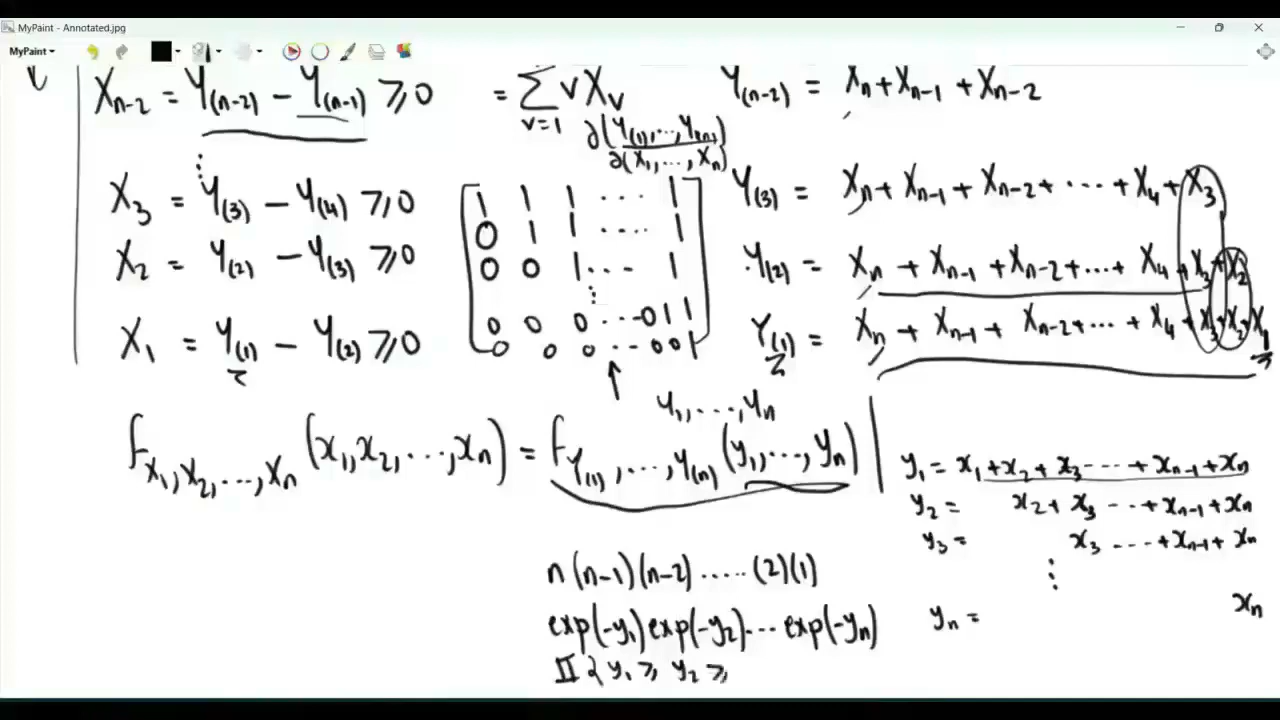 MyPaint - Annotated.jpg
MyPaint
X_{n-2} = Y_{(n-2)} - Y_{(n-1)} ⩾ 0
⋮
X_3 = Y_{(3)} - Y_{(4)} ⩾ 0
X_2 = Y_{(2)} - Y_{(3)} ⩾ 0
X_1 = Y_{(1)} - Y_{(2)} ⩾ 0
= ∑_{v=1} v X_v
∂(Y_{(1)}, ..., Y_{(n)})
∂(X_1, ..., X_n)
1 1 1 ... 1
0 1 1 .... 1
0 0 1 ... 1
⋮
0 0 0 ... 0 1 1
0 0 0 ... 0 0 1
↑
Y_{(n-2)} = X_n + X_{n-1} + X_{n-2}
Y_{(3)} = X_n + X_{n-1} + X_{n-2} + ... + X_4 + X_3
Y_{(2)} = X_n + X_{n-1} + X_{n-2} + ... + X_4 + X_3 + X_2
Y_{(1)} = X_n + X_{n-1} + X_{n-2} + ... + X_4 + X_3 + X_2 + X_1
y_1, ..., y_n
f_{X_1, X_2, ..., X_n} (x_1, x_2, ..., x_n) = f_{Y_{(1)}, ..., Y_{(n)}} (y_1, ..., y_n) |
n (n-1) (n-2) ..... (2) (1)
exp(-y_1) exp(-y_2) ... exp(-y_n)
𝕀 { y_1 ⩾ y_2 ⩾
y_1 = x_1 + x_2 + x_3 ... + x_{n-1} + x_n
y_2 = x_2 + x_3 ... + x_{n-1} + x_n
y_3 = x_3 ... + x_{n-1} + x_n
⋮
y_n = x_n